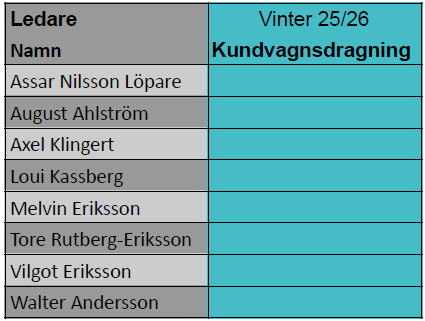 Ledare Vinter 25/26
Namn Kundvagnsdragning
Assar Nilsson Löpare
August Ahlström
Axel Klingert
Loui Kassberg
Melvin Eriksson
Tore Rutberg-Eriksson
Vilgot Eriksson
Walter Andersson